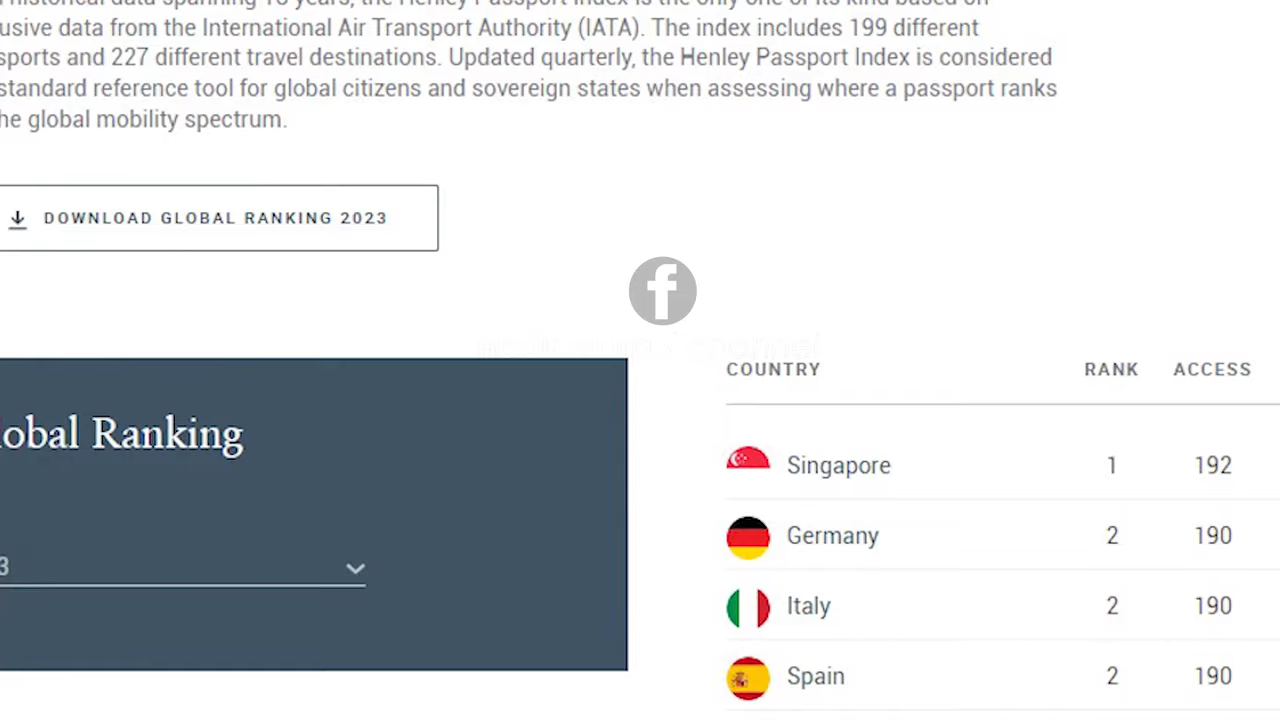 historical data spanning 18 years, the Henley Passport Index is the only one of its kind based on
usive data from the International Air Transport Authority (IATA). The index includes 199 different
sports and 227 different travel destinations. Updated quarterly, the Henley Passport Index is considered
standard reference tool for global citizens and sovereign states when assessing where a passport ranks
he global mobility spectrum.
DOWNLOAD GLOBAL RANKING 2023
f
lobal Ranking
3
COUNTRY RANK ACCESS
Singapore 1 192
Germany 2 190
Italy 2 190
Spain 2 190